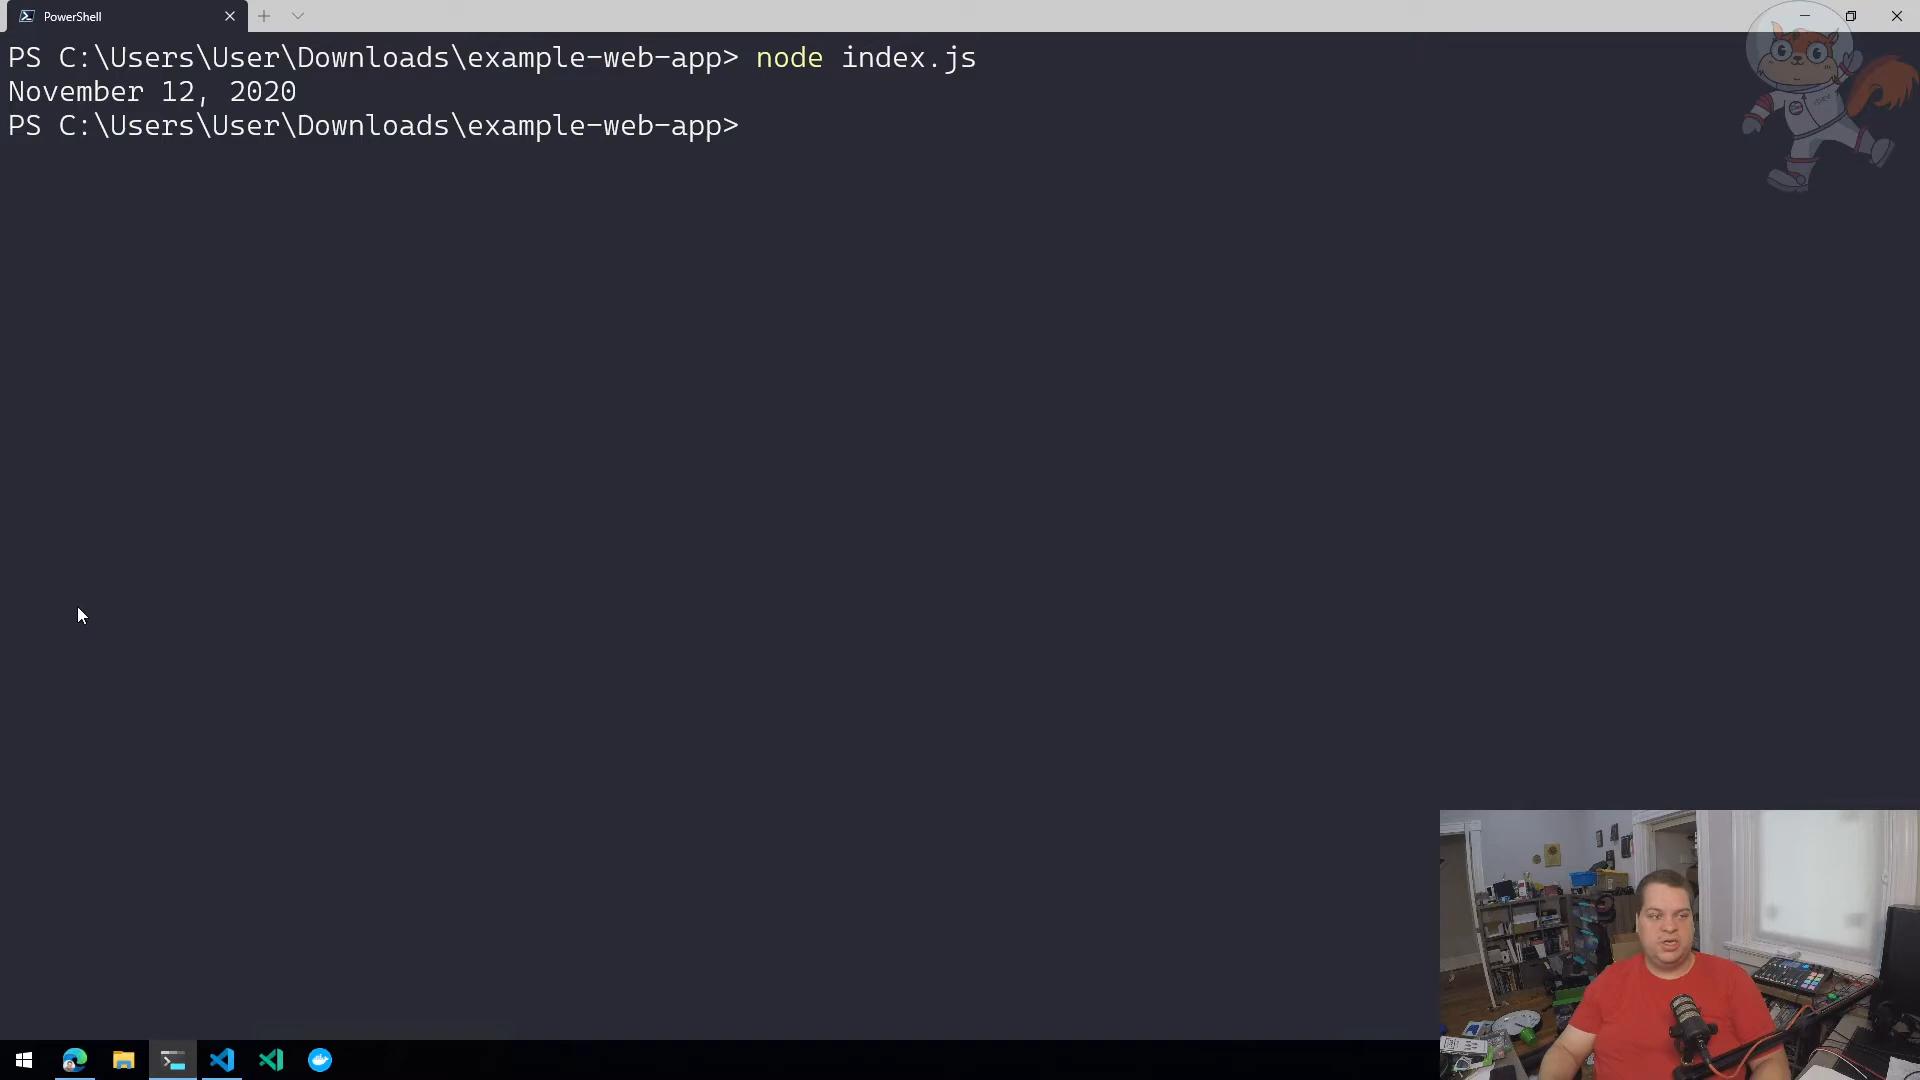 PowerShell
PS C:\Users\User\Downloads\example-web-app> node index.js
November 12, 2020
PS C:\Users\User\Downloads\example-web-app>